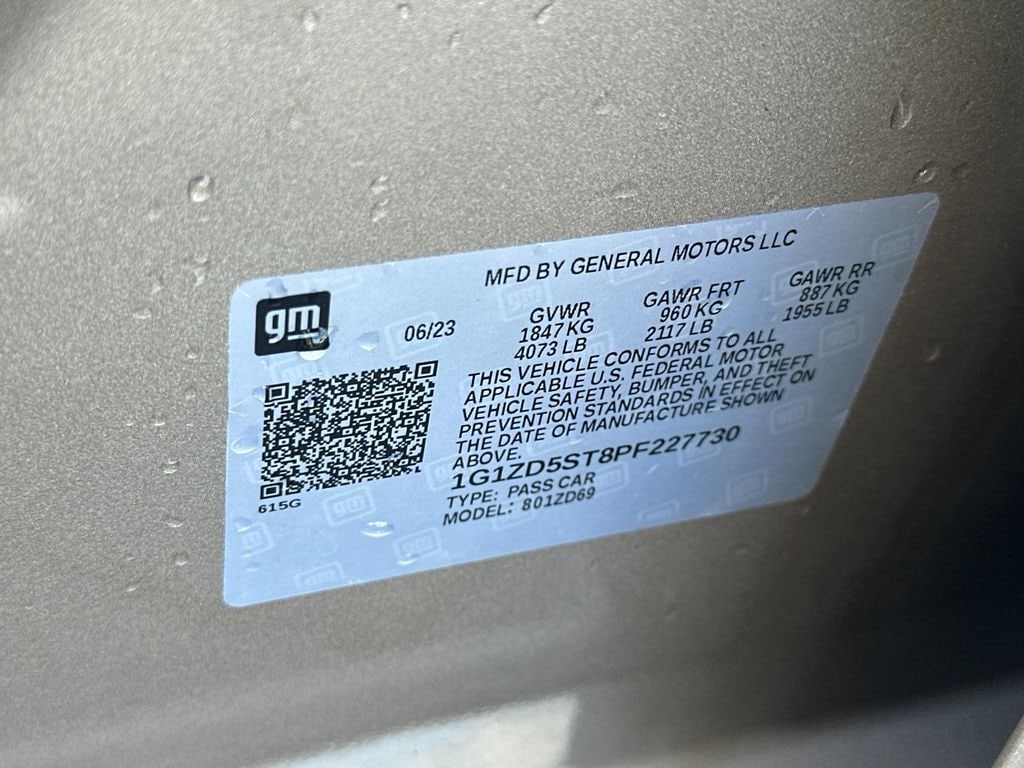 MFD BY GENERAL MOTORS LLC
gm
06/23
GVWR
1847 KG
4073 LB
GAWR FRT
960 KG
2117 LB
GAWR RR
887 KG
1955 LB
THIS VEHICLE CONFORMS TO ALL
APPLICABLE U.S. FEDERAL MOTOR
VEHICLE SAFETY, BUMPER, AND THEFT
PREVENTION STANDARDS IN EFFECT ON
THE DATE OF MANUFACTURE SHOWN
ABOVE.
1G1ZD5ST8PF227730
TYPE: PASS CAR
MODEL: 801ZD69
615G